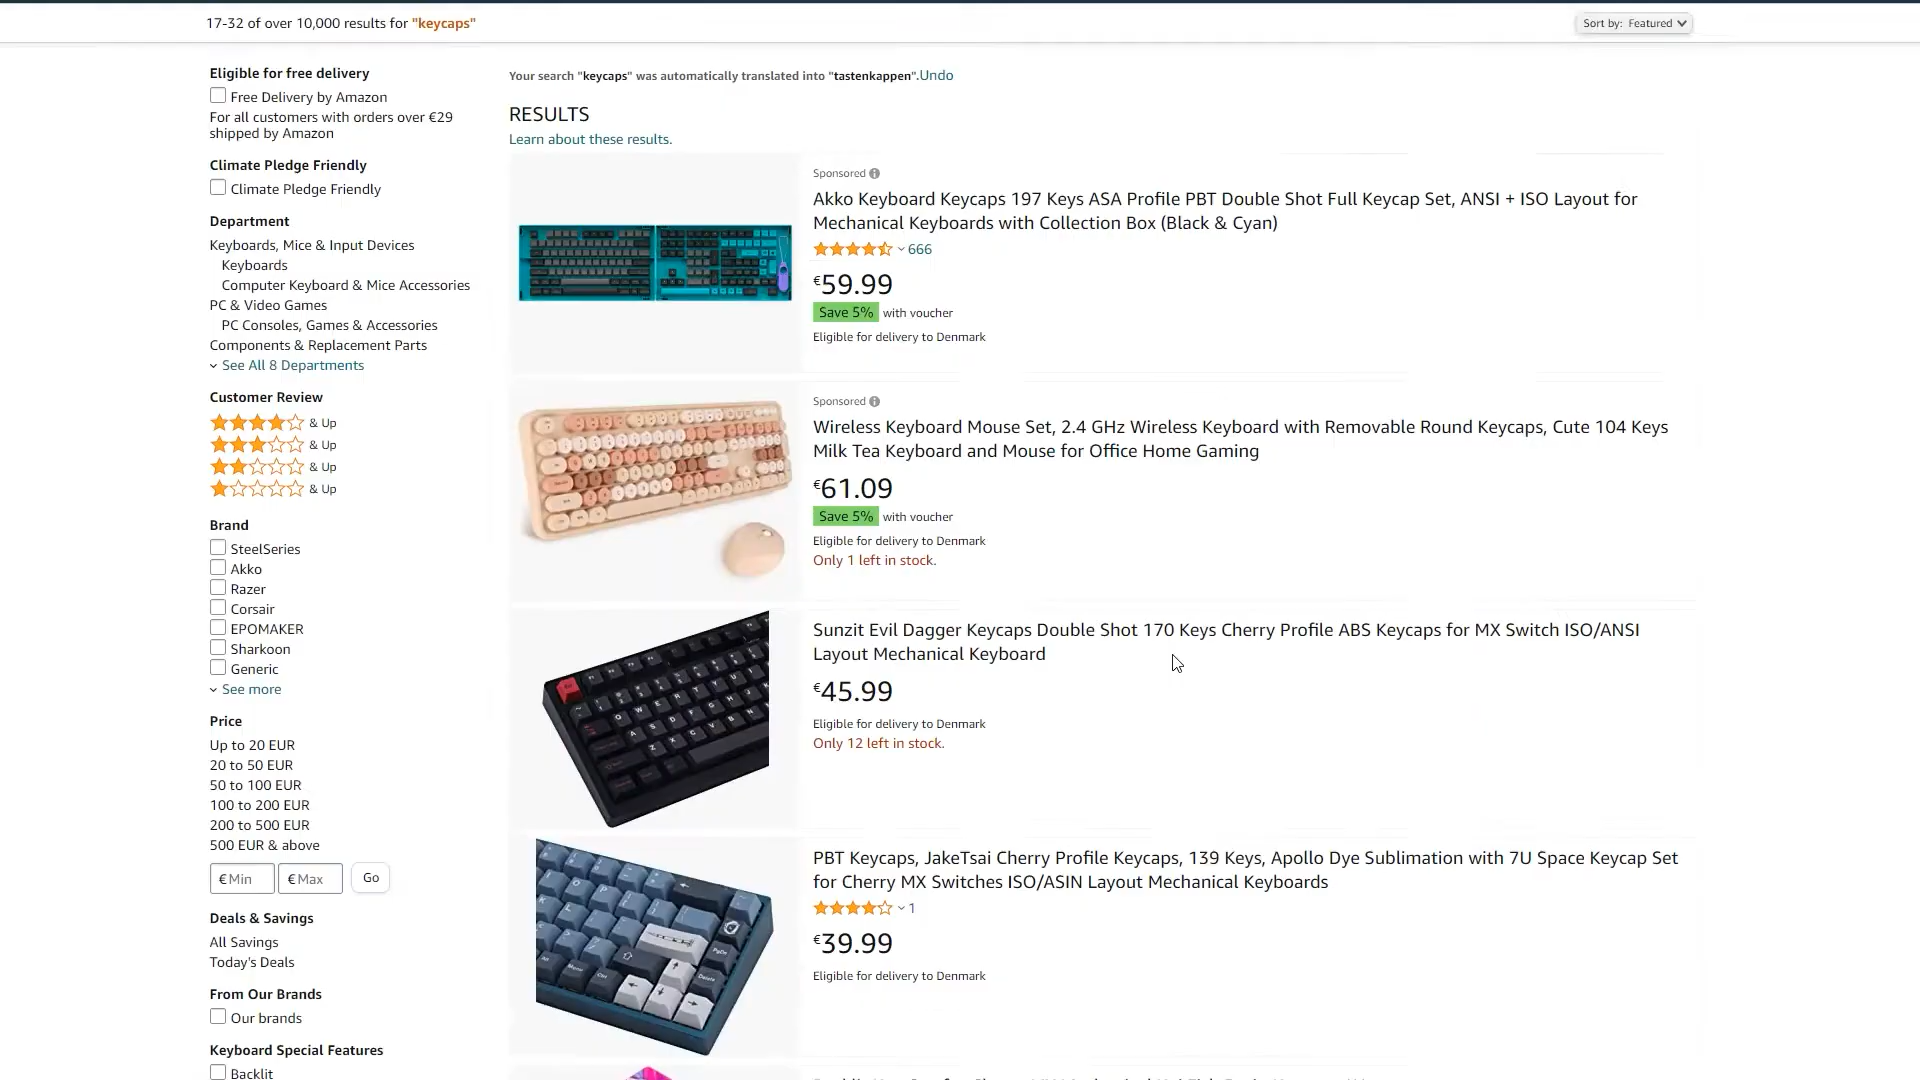 17-32 of over 10,000 results for "keycaps"
Sort by: Featured
Eligible for free delivery
Free Delivery by Amazon
For all customers with orders over €29
shipped by Amazon
Climate Pledge Friendly
Climate Pledge Friendly
Department
Keyboards, Mice & Input Devices
Keyboards
Computer Keyboard & Mice Accessories
PC & Video Games
PC Consoles, Games & Accessories
Components & Replacement Parts
See All 8 Departments
Customer Review
& Up
& Up
& Up
& Up
Brand
SteelSeries
Akko
Razer
Corsair
EPOMAKER
Sharkoon
Generic
See more
Price
Up to 20 EUR
20 to 50 EUR
50 to 100 EUR
100 to 200 EUR
200 to 500 EUR
500 EUR & above
€ Min € Max Go
Deals & Savings
All Savings
Today's Deals
From Our Brands
Our brands
Keyboard Special Features
Backlit
Your search "keycaps" was automatically translated into "tastenkappen".Undo
RESULTS
Learn about these results.
Sponsored
Akko Keyboard Keycaps 197 Keys ASA Profile PBT Double Shot Full Keycap Set, ANSI + ISO Layout for
Mechanical Keyboards with Collection Box (Black & Cyan)
666
€59.99
Save 5% with voucher
Eligible for delivery to Denmark
Sponsored
Wireless Keyboard Mouse Set, 2.4 GHz Wireless Keyboard with Removable Round Keycaps, Cute 104 Keys
Milk Tea Keyboard and Mouse for Office Home Gaming
€61.09
Save 5% with voucher
Eligible for delivery to Denmark
Only 1 left in stock.
Sunzit Evil Dagger Keycaps Double Shot 170 Keys Cherry Profile ABS Keycaps for MX Switch ISO/ANSI
Layout Mechanical Keyboard
€45.99
Eligible for delivery to Denmark
Only 12 left in stock.
PBT Keycaps, JakeTsai Cherry Profile Keycaps, 139 Keys, Apollo Dye Sublimation with 7U Space Keycap Set
for Cherry MX Switches ISO/ASIN Layout Mechanical Keyboards
1
€39.99
Eligible for delivery to Denmark